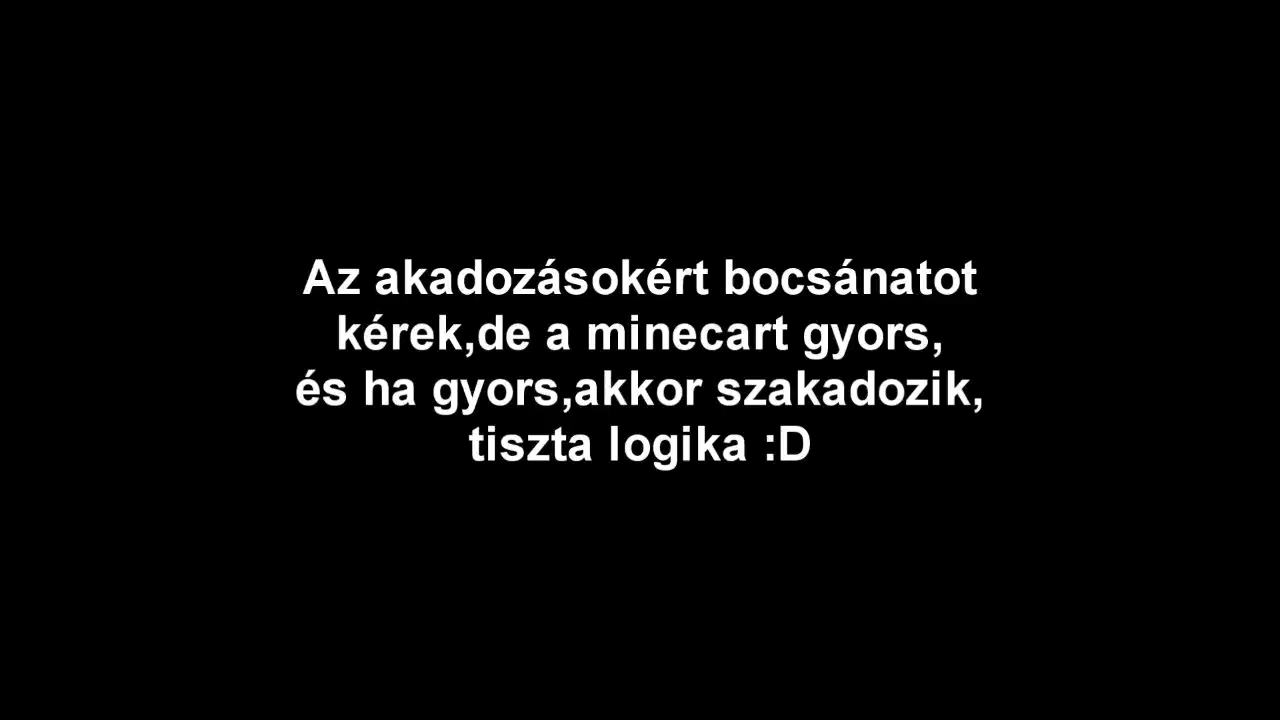 Az akadozásokért bocsánatot
kérek,de a minecart gyors,
és ha gyors,akkor szakadozik,
tiszta logika :D